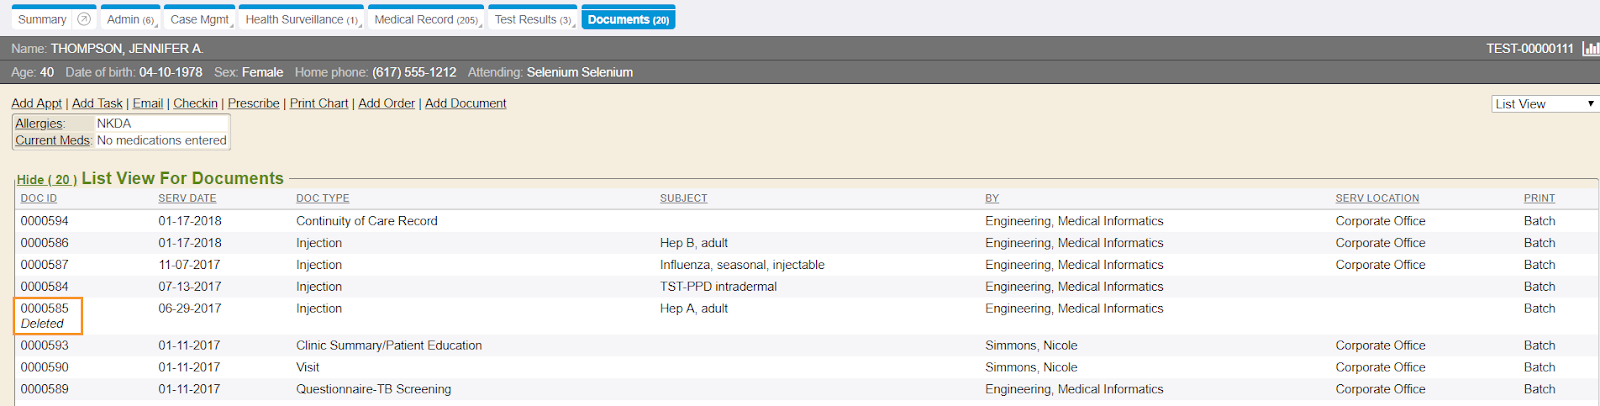 Summary Admin (6) Case Mgmt Health Surveillance (1) Medical Record (205) Test Results (3) Documents (20)
Name: THOMPSON, JENNIFER A. TEST-00000111
Age: 40 Date of birth: 04-10-1978 Sex: Female Home phone: (617) 555-1212 Attending: Selenium Selenium
Add Appt | Add Task | Email | Checkin | Prescribe | Print Chart | Add Order | Add Document List View
Allergies: NKDA
Current Meds: No medications entered
Hide ( 20 ) List View For Documents
DOC ID SERV DATE DOC TYPE SUBJECT BY SERV LOCATION PRINT
0000594 01-17-2018 Continuity of Care Record Engineering, Medical Informatics Corporate Office Batch
0000586 01-17-2018 Injection Hep B, adult Engineering, Medical Informatics Corporate Office Batch
0000587 11-07-2017 Injection Influenza, seasonal, injectable Engineering, Medical Informatics Corporate Office Batch
0000584 07-13-2017 Injection TST-PPD intradermal Engineering, Medical Informatics Batch
0000585 06-29-2017 Injection Hep A, adult Engineering, Medical Informatics Batch
Deleted
0000593 01-11-2017 Clinic Summary/Patient Education Simmons, Nicole Corporate Office Batch
0000590 01-11-2017 Visit Simmons, Nicole Corporate Office Batch
0000589 01-11-2017 Questionnaire-TB Screening Engineering, Medical Informatics Corporate Office Batch